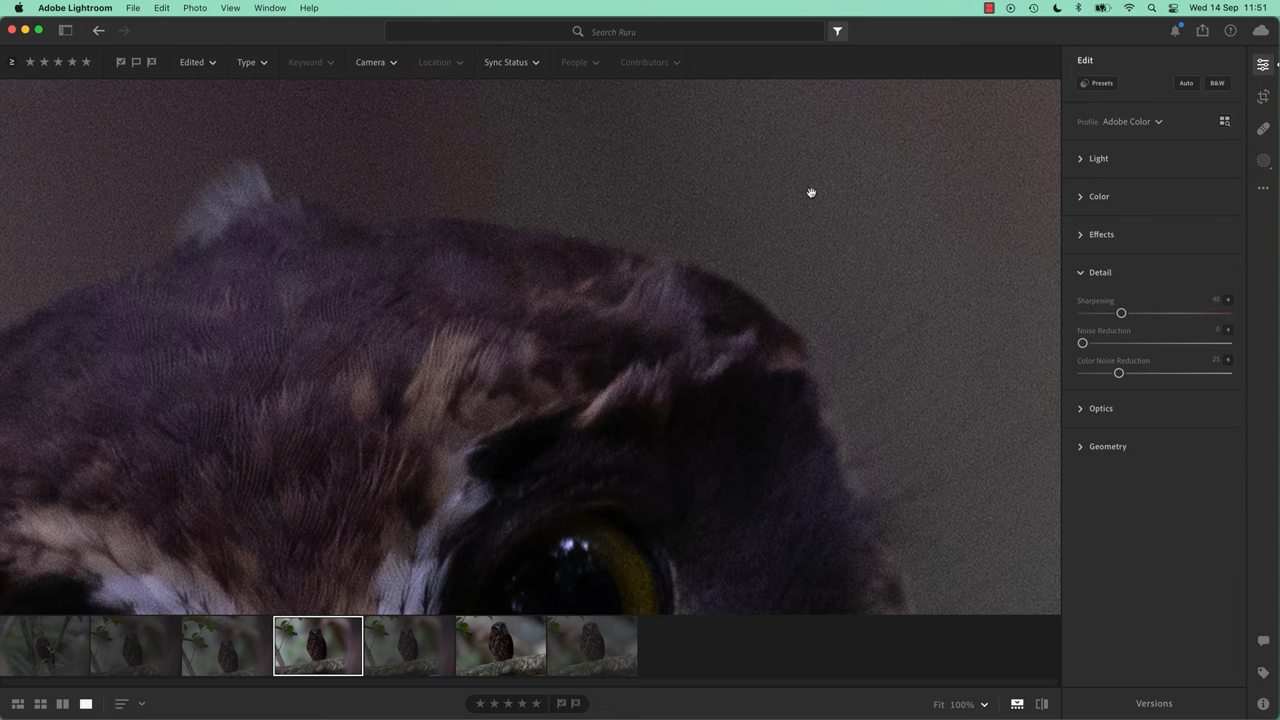 Adobe Lightroom File Edit Photo View Window Help Wed 14 Sep 11:51
Search Ruru
≥ Edited Type Keyword Camera Location Sync Status People Contributors
Edit
Presets Auto B&W
Profile Adobe Color
Light
Color
Effects
Detail
Sharpening 40
Noise Reduction 0
Color Noise Reduction 25
Optics
Geometry
Fit 100% Versions